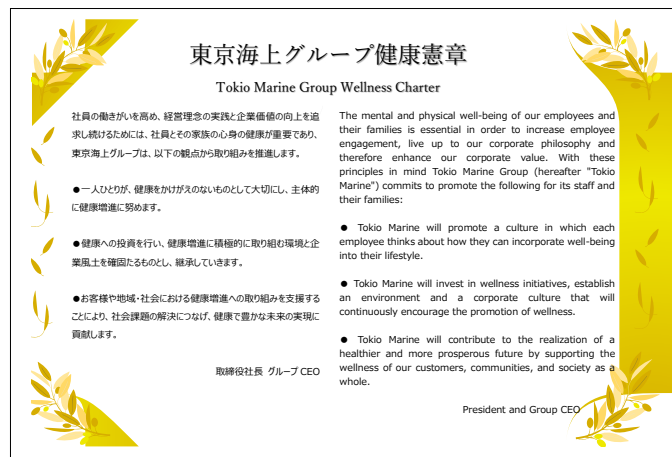 東京海上グループ健康憲章
Tokio Marine Group Wellness Charter
社員の働きがいを高め、経営理念の実践と企業価値の向上を追
求し続けるためには、社員とその家族の心身の健康が重要であり、
東京海上グループは、以下の観点から取り組みを推進します。
●一人ひとりが、健康をかけがえのないものとして大切にし、主体的
に健康増進に努めます。
●健康への投資を行い、健康増進に積極的に取り組む環境と企
業風土を確固たるものとし、継承していきます。
●お客様や地域・社会における健康増進への取り組みを支援する
ことにより、社会課題の解決につなげ、健康で豊かな未来の実現に
貢献します。
取締役社長 グループ CEO
The mental and physical well-being of our employees and
their families is essential in order to increase employee
engagement, live up to our corporate philosophy and
therefore enhance our corporate value. With these
principles in mind Tokio Marine Group (hereafter "Tokio
Marine") commits to promote the following for its staff and
their families:
● Tokio Marine will promote a culture in which each
employee thinks about how they can incorporate well-being
into their lifestyle.
● Tokio Marine will invest in wellness initiatives, establish
an environment and a corporate culture that will
continuously encourage the promotion of wellness.
● Tokio Marine will contribute to the realization of a
healthier and more prosperous future by supporting the
wellness of our customers, communities, and society as a
whole.
President and Group CEO